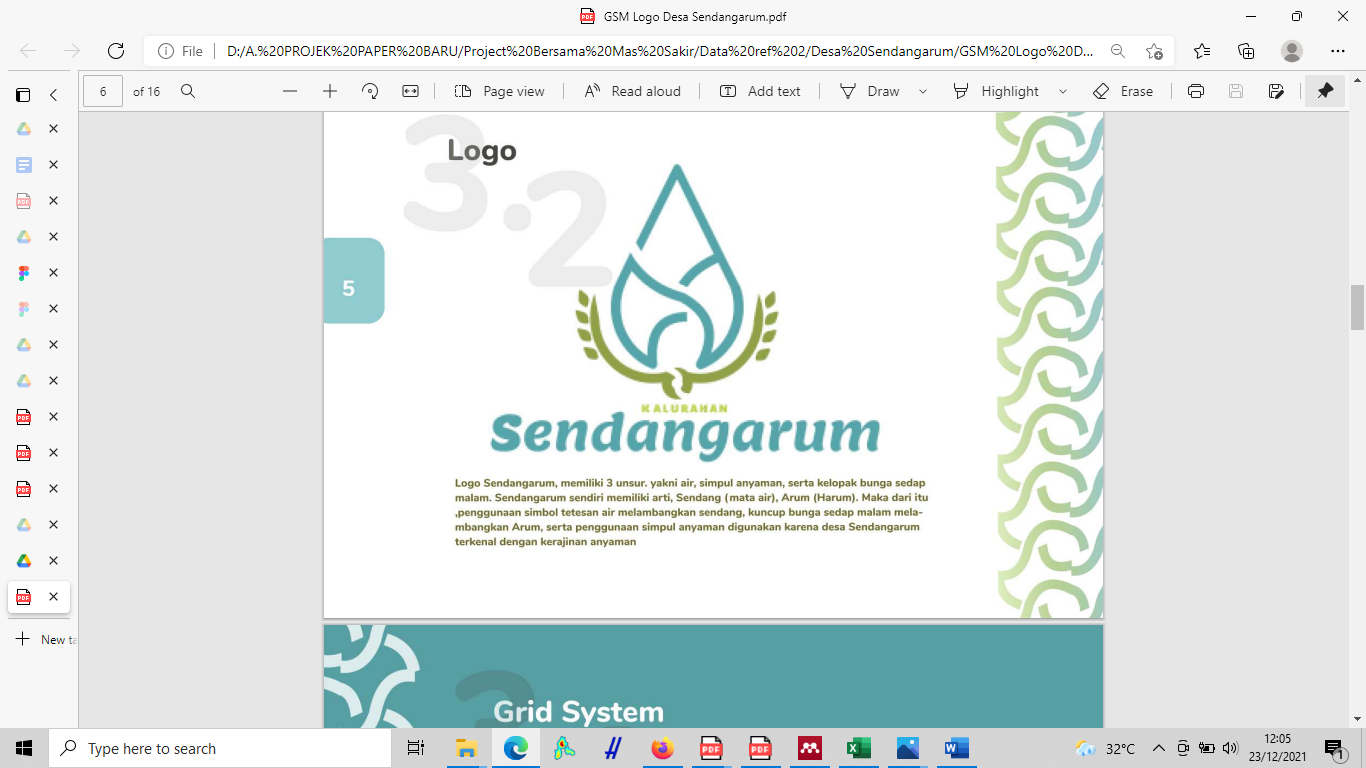 GSM Logo Desa Sendangarum.pdf
File
D:/A.%20PROJEK%20PAPER%20BARU/Project%20Bersama%20Mas%20Sakir/Data%20ref%202/Desa%20Sendangarum/GSM%20Logo%20D...
6 of 16
Page view
Read aloud
Add text
Draw
Highlight
Erase
3.2
Logo
5
KALURAHAN
Sendangarum
Logo Sendangarum, memiliki 3 unsur. yakni air, simpul anyaman, serta kelopak bunga sedap
malam. Sendangarum sendiri memiliki arti, Sendang (mata air), Arum (Harum). Maka dari itu
,penggunaan simbol tetesan air melambangkan sendang, kuncup bunga sedap malam mela-
mbangkan Arum, serta penggunaan simpul anyaman digunakan karena desa Sendangarum
terkenal dengan kerajinan anyaman
New ta
3
Grid System
Type here to search
32°C
12:05
23/12/2021
1